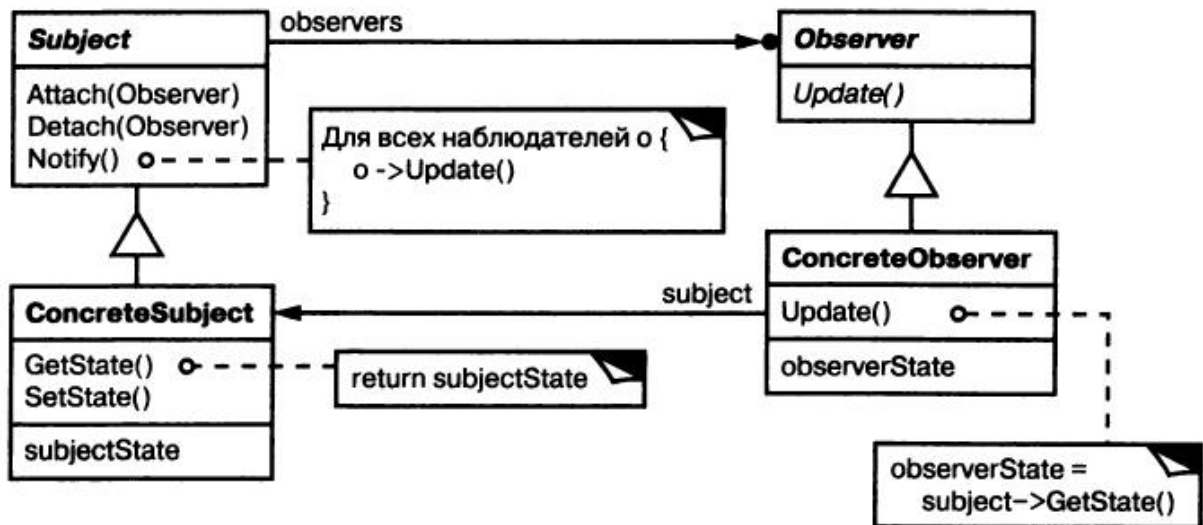 Subject
Attach(Observer)
Detach(Observer)
Notify()
observers
Observer
Update()
Для всех наблюдателей o {
o ->Update()
}
ConcreteSubject
GetState()
SetState()
subjectState
return subjectState
subject
ConcreteObserver
Update()
observerState
observerState =
subject->GetState()